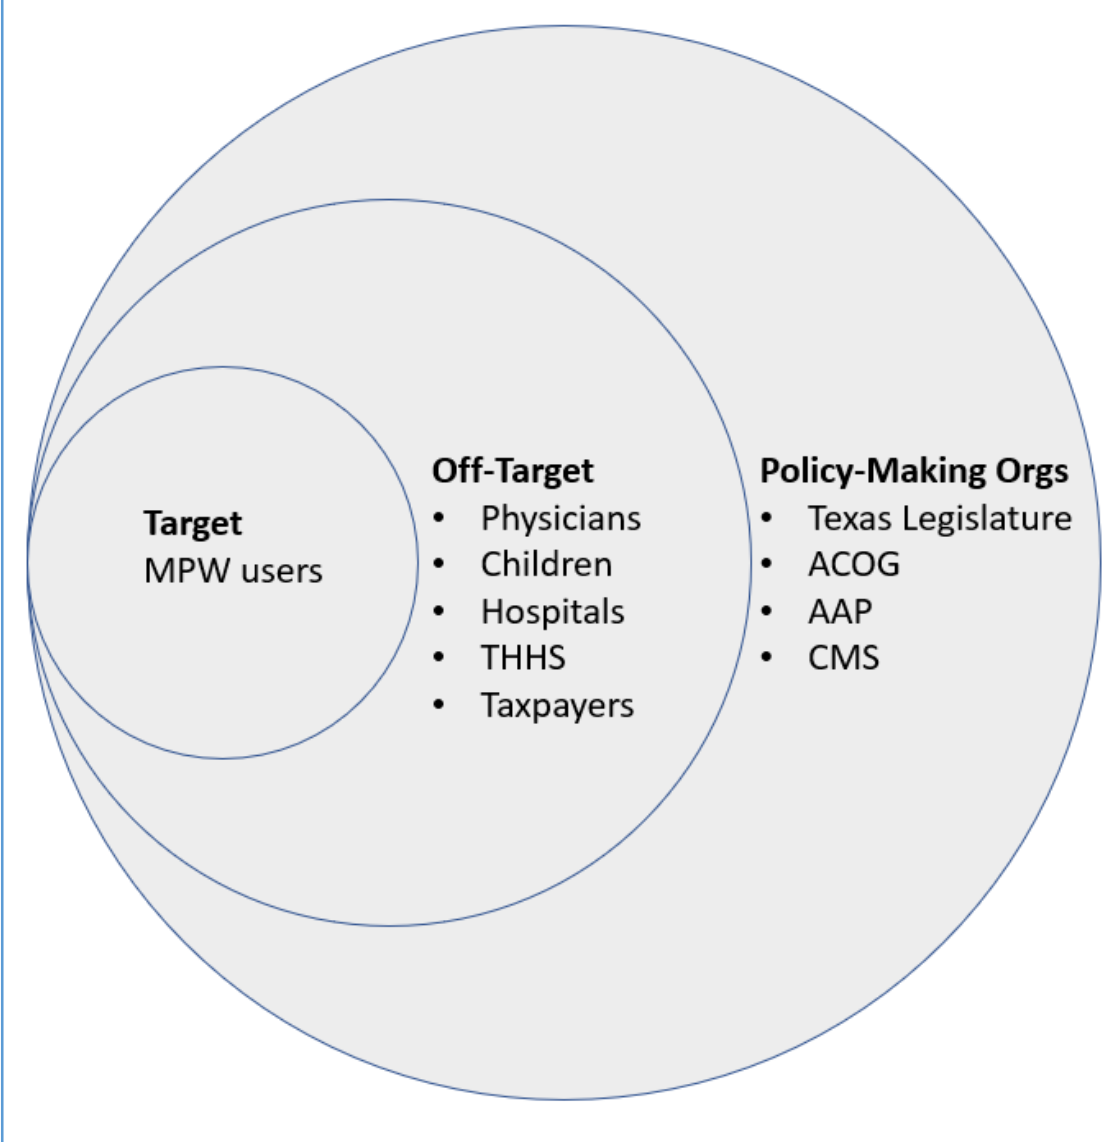 Target
MPW users
Off-Target
• Physicians
• Children
• Hospitals
• THHS
• Taxpayers
Policy-Making Orgs
• Texas Legislature
• ACOG
• AAP
• CMS